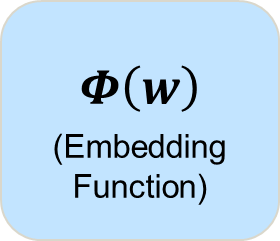 Φ(w)
(Embedding
Function)